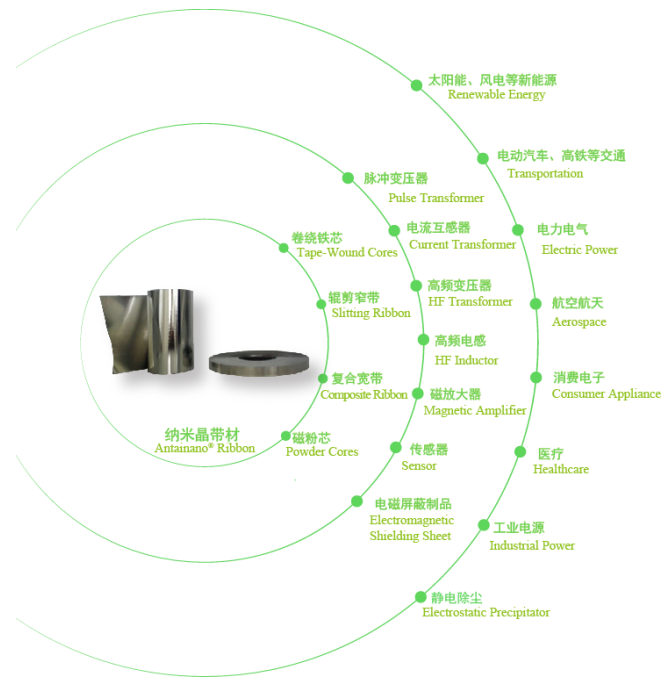 太阳能、风电等新能源
Renewable Energy
电动汽车、高铁等交通
Transportation
电力电气
Electric Power
航空航天
Aerospace
消费电子
Consumer Appliance
医疗
Healthcare
工业电源
Industrial Power
静电除尘
Electrostatic Precipitator
脉冲变压器
Pulse Transformer
电流互感器
Current Transformer
高频变压器
HF Transformer
高频电感
HF Inductor
磁放大器
Magnetic Amplifier
传感器
Sensor
电磁屏蔽制品
Electromagnetic
Shielding Sheet
卷绕铁芯
Tape-Wound Cores
辊剪窄带
Slitting Ribbon
复合宽带
Composite Ribbon
磁粉芯
Powder Cores
纳米晶带材
Antainano® Ribbon